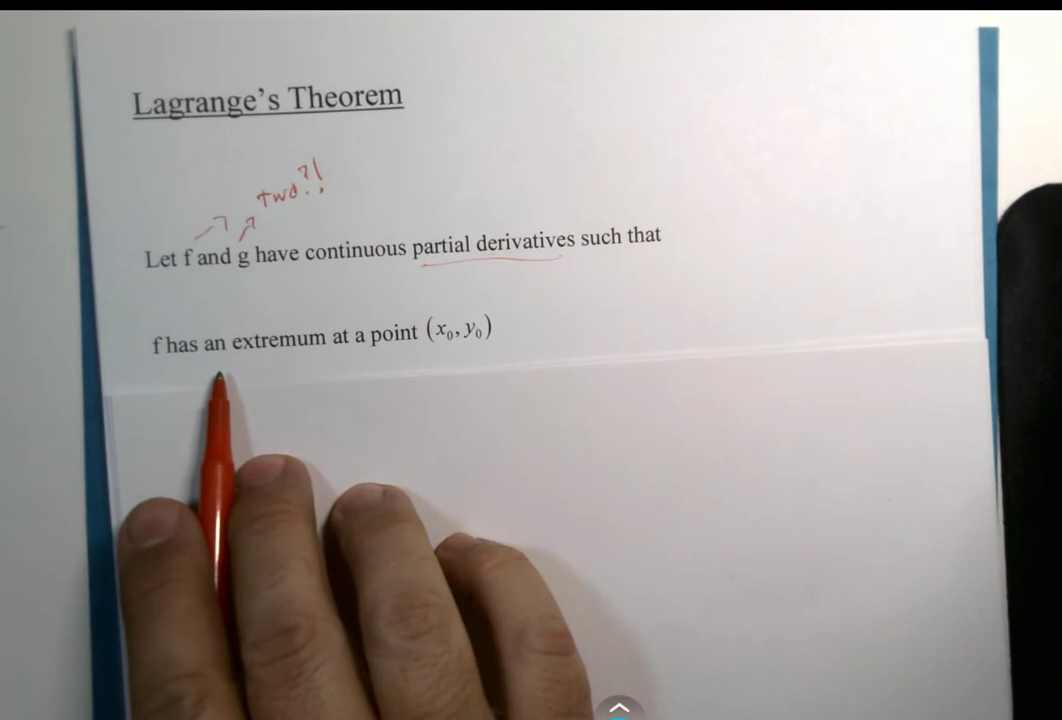 Lagrange's Theorem
two?!
Let f and g have continuous partial derivatives such that
f has an extremum at a point (x₀, y₀)